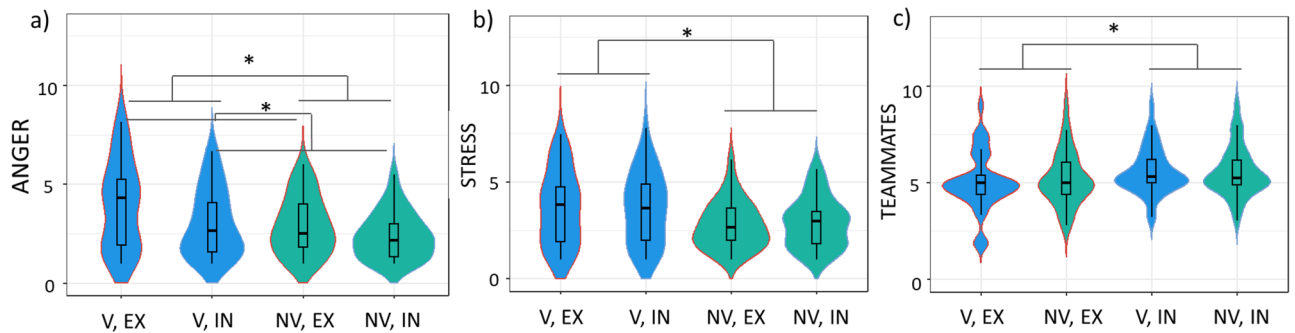 a)
ANGER
10
5
0
*
*
V, EX
V, IN
NV, EX
NV, IN
b)
STRESS
10
5
0
*
V, EX
V, IN
NV, EX
NV, IN
c)
TEAMMATES
10
5
0
*
V, EX
NV, EX
V, IN
NV, IN